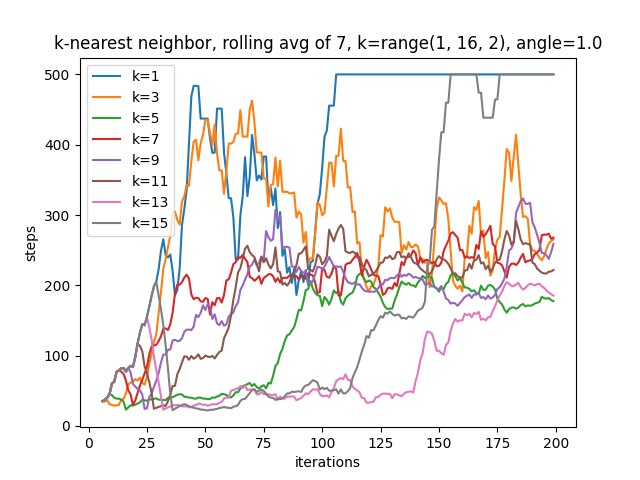 k-nearest neighbor, rolling avg of 7, k=range(1, 16, 2), angle=1.0
500
400
300
200
100
0
steps
k=1
k=3
k=5
k=7
k=9
k=11
k=13
k=15
0 25 50 75 100 125 150 175 200
iterations